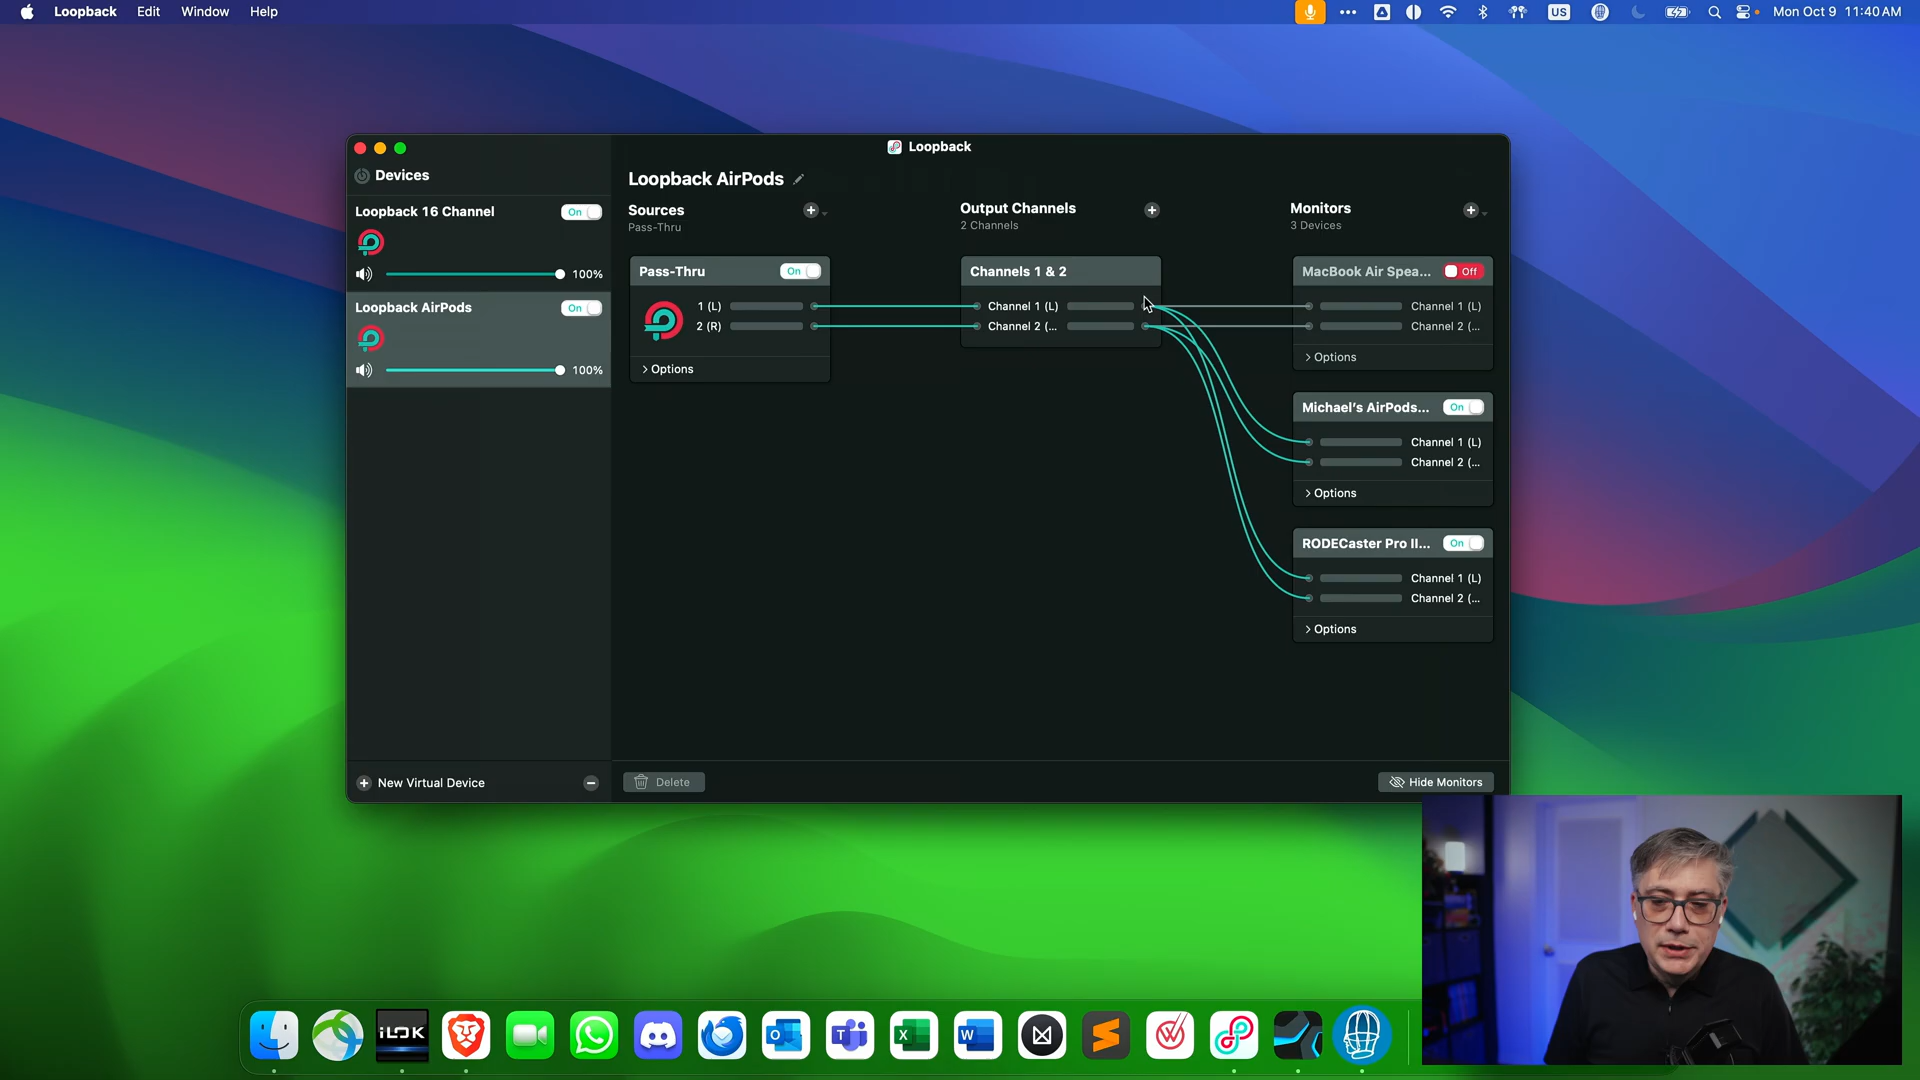 Loopback Edit Window Help
US Mon Oct 9 11:40 AM
Loopback
Devices
Loopback 16 Channel On
100%
Loopback AirPods On
100%
New Virtual Device
Loopback AirPods
Sources
Pass-Thru
Pass-Thru On
1 (L)
2 (R)
> Options
Output Channels
2 Channels
Channels 1 & 2
Channel 1 (L)
Channel 2 (...
Monitors
3 Devices
MacBook Air Spea... Off
Channel 1 (L)
Channel 2 (...
> Options
Michael's AirPods... On
Channel 1 (L)
Channel 2 (...
> Options
RODECaster Pro II... On
Channel 1 (L)
Channel 2 (...
> Options
Delete
Hide Monitors
iLOK